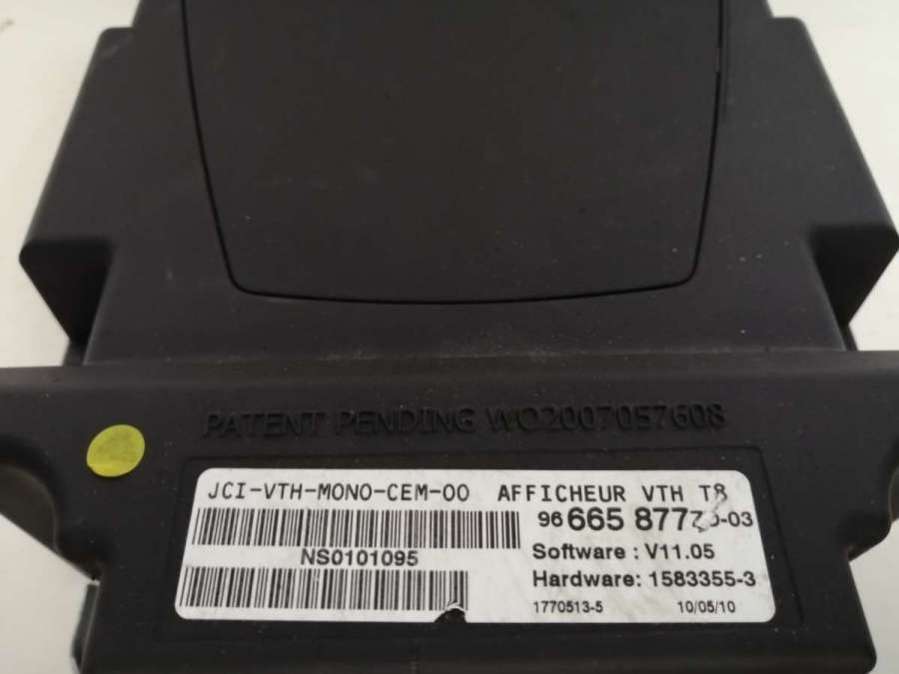 PATENT PENDING WO2007057608
JCI-VTH-MONO-CEM-00 AFFICHEUR VTH T8
NS0101095
Software : V11.05
Hardware: 1583355-3
1770513-5 10/05/10